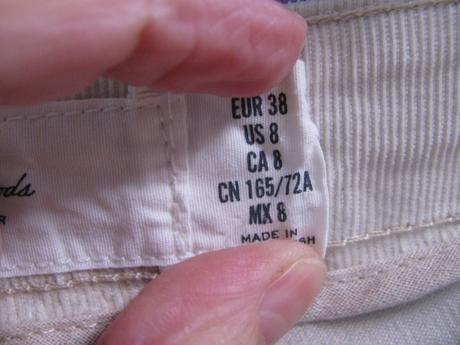 EUR 38
US 8
CA 8
CN 165/72A
MX 8
MADE IN